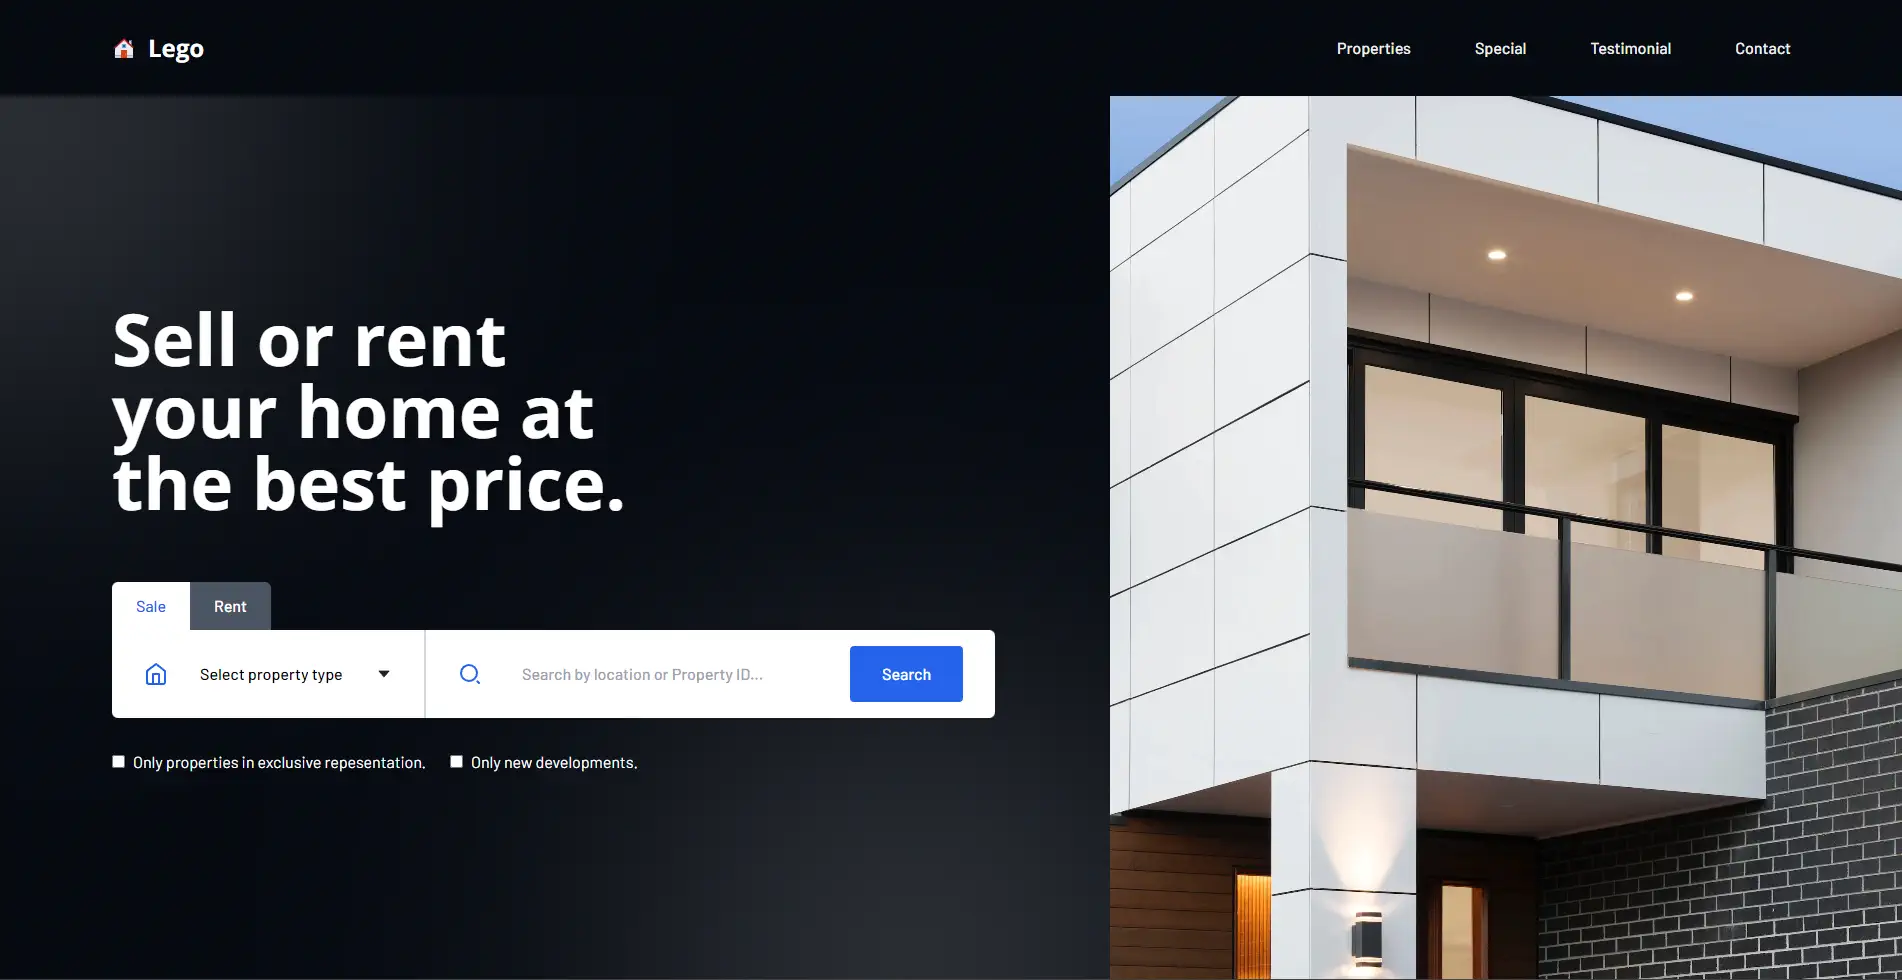 Lego
Properties
Special
Testimonial
Contact
Sell or rent
your home at
the best price.
Sale
Rent
Select property type
Search by location or Property ID...
Search
Only properties in exclusive repesentation.
Only new developments.